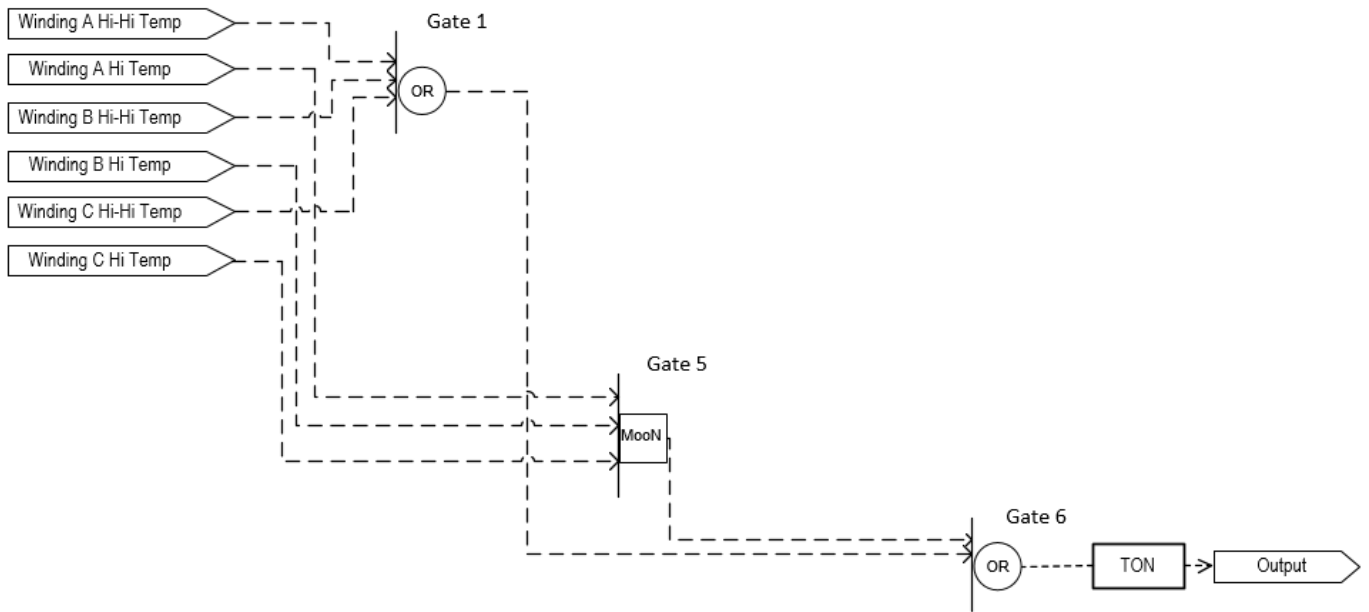 Winding A Hi-Hi Temp
Gate 1
Winding A Hi Temp
OR
Winding B Hi-Hi Temp
Winding B Hi Temp
Winding C Hi-Hi Temp
Winding C Hi Temp
Gate 5
MooN
Gate 6
OR
TON
Output